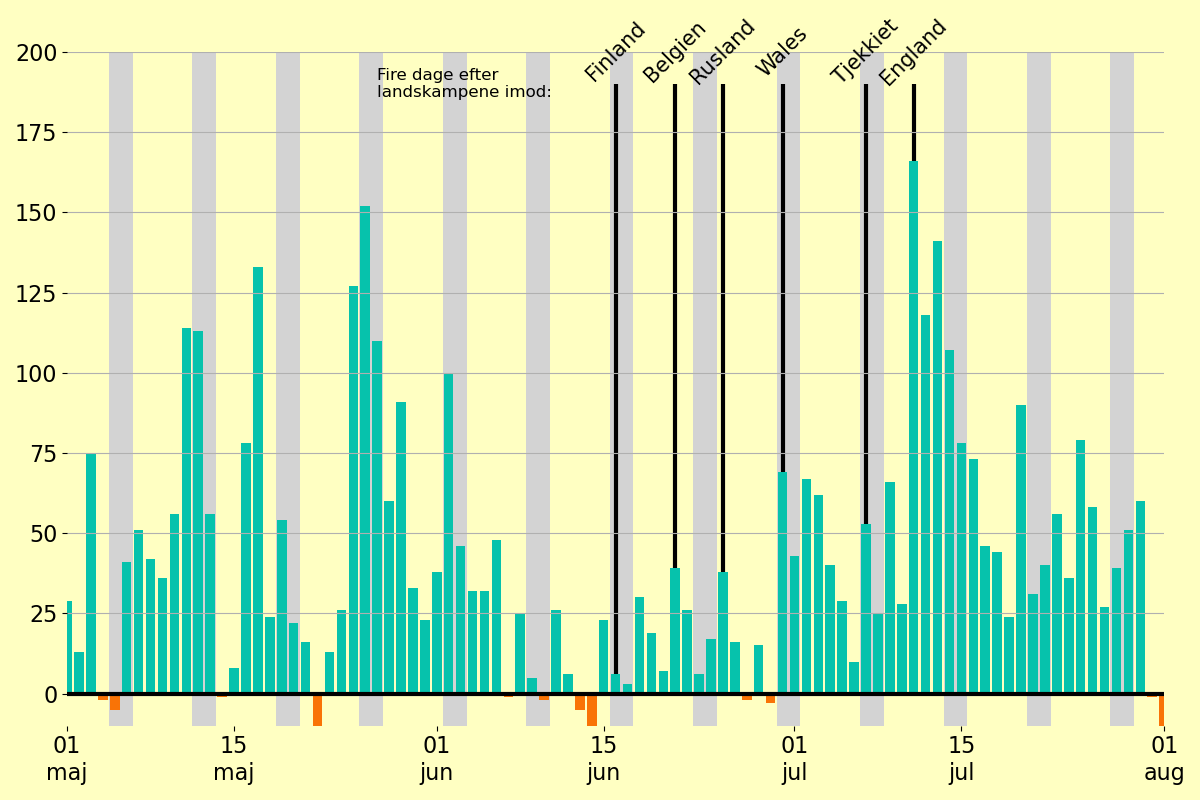 Finland
Belgien
Rusland
Wales
Tjekkiet
England
Fire dage efter
landskampene imod:
200
175
150
125
100
75
50
25
0
01
maj
15
maj
01
jun
15
jun
01
jul
15
jul
01
aug